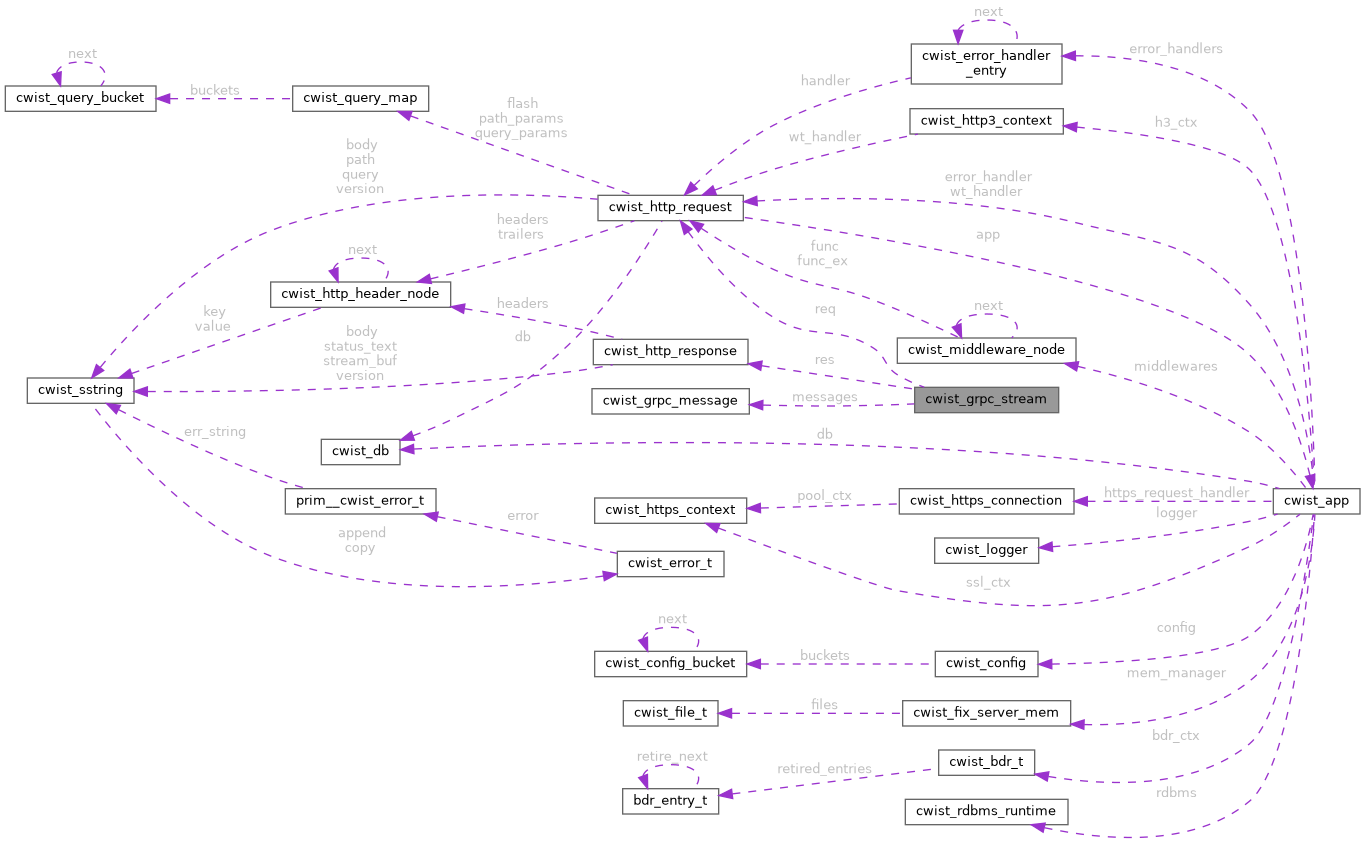 next
next
cwist_error_handler
_entry
error_handlers
cwist_query_bucket
buckets
cwist_query_map
handler
flash
path_params
query_params
cwist_http3_context
h3_ctx
wt_handler
body
path
query
version
error_handler
wt_handler
cwist_http_request
headers
trailers
app
func
func_ex
next
cwist_http_header_node
key
value
headers
req
next
db
body
status_text
stream_buf
version
cwist_http_response
cwist_middleware_node
res
middlewares
cwist_sstring
cwist_grpc_message
messages
cwist_grpc_stream
err_string
db
cwist_db
prim__cwist_error_t
pool_ctx
cwist_https_connection
https_request_handler
cwist_app
cwist_https_context
logger
error
append
copy
cwist_logger
cwist_error_t
ssl_ctx
next
config
cwist_config_bucket
buckets
cwist_config
mem_manager
cwist_file_t
files
cwist_fix_server_mem
bdr_ctx
retire_next
retired_entries
cwist_bdr_t
bdr_entry_t
rdbms
cwist_rdbms_runtime